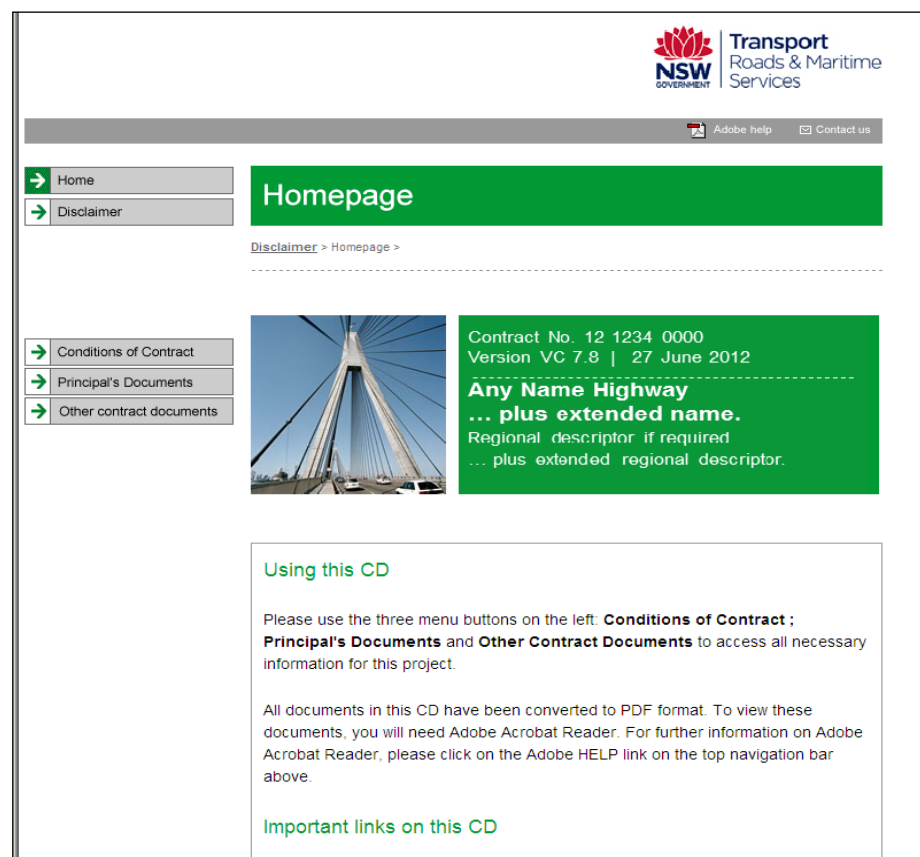 Transport
Roads & Maritime
Services
NSW
GOVERNMENT
Adobe help
Contact us
Home
Disclaimer
Homepage
Disclaimer > Homepage >
Conditions of Contract
Principal's Documents
Other contract documents
Contract No. 12 1234 0000
Version VC 7.8 | 27 June 2012
Any Name Highway
... plus extended name.
Regional descriptor if required
... plus extended regional descriptor.
Using this CD
Please use the three menu buttons on the left: Conditions of Contract ;
Principal's Documents and Other Contract Documents to access all necessary
information for this project.
All documents in this CD have been converted to PDF format. To view these
documents, you will need Adobe Acrobat Reader. For further information on Adobe
Acrobat Reader, please click on the Adobe HELP link on the top navigation bar
above.
Important links on this CD